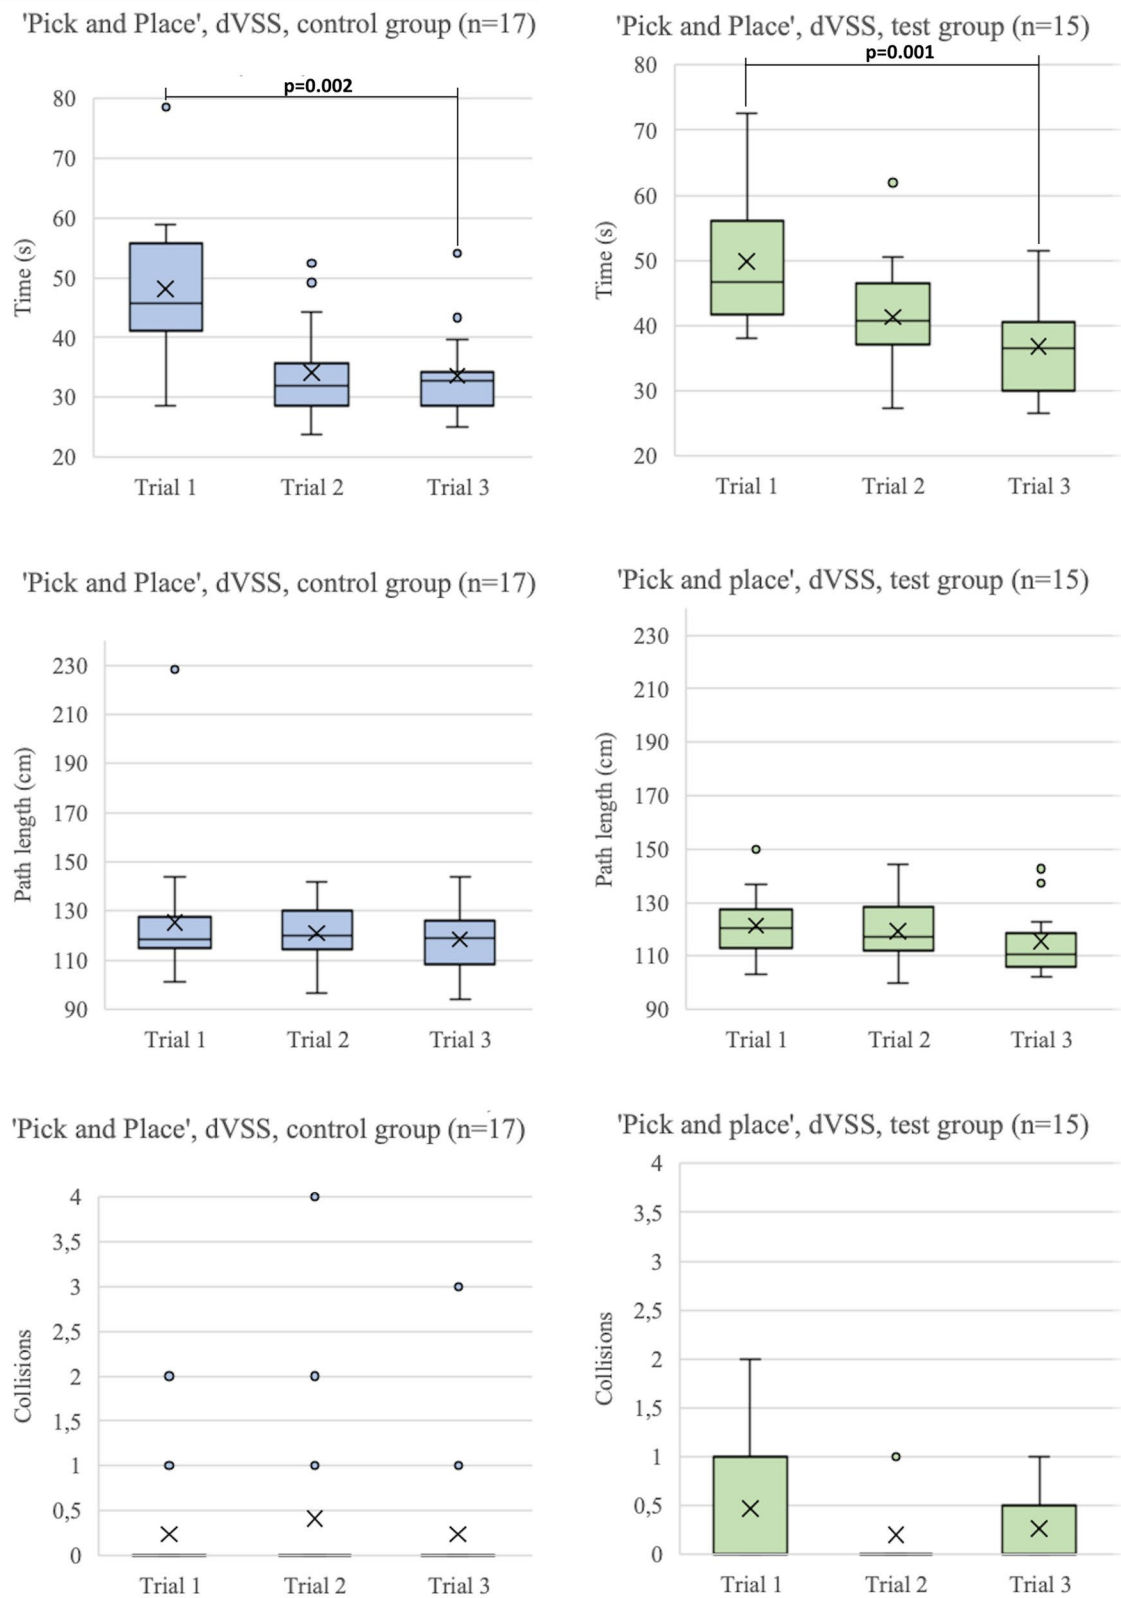 'Pick and Place', dVSS, control group (n=17)
p=0.002
80
70
60
50
40
30
20
Time (s)
Trial 1
Trial 2
Trial 3
'Pick and Place', dVSS, test group (n=15)
p=0.001
80
70
60
50
40
30
20
Time (s)
Trial 1
Trial 2
Trial 3
'Pick and Place', dVSS, control group (n=17)
230
210
190
170
150
130
110
90
Path length (cm)
Trial 1
Trial 2
Trial 3
'Pick and place', dVSS, test group (n=15)
230
210
190
170
150
130
110
90
Path length (cm)
Trial 1
Trial 2
Trial 3
'Pick and Place', dVSS, control group (n=17)
4
3,5
3
2,5
2
1,5
1
0,5
0
Collisions
Trial 1
Trial 2
Trial 3
'Pick and place', dVSS, test group (n=15)
4
3,5
3
2,5
2
1,5
1
0,5
0
Collisions
Trial 1
Trial 2
Trial 3